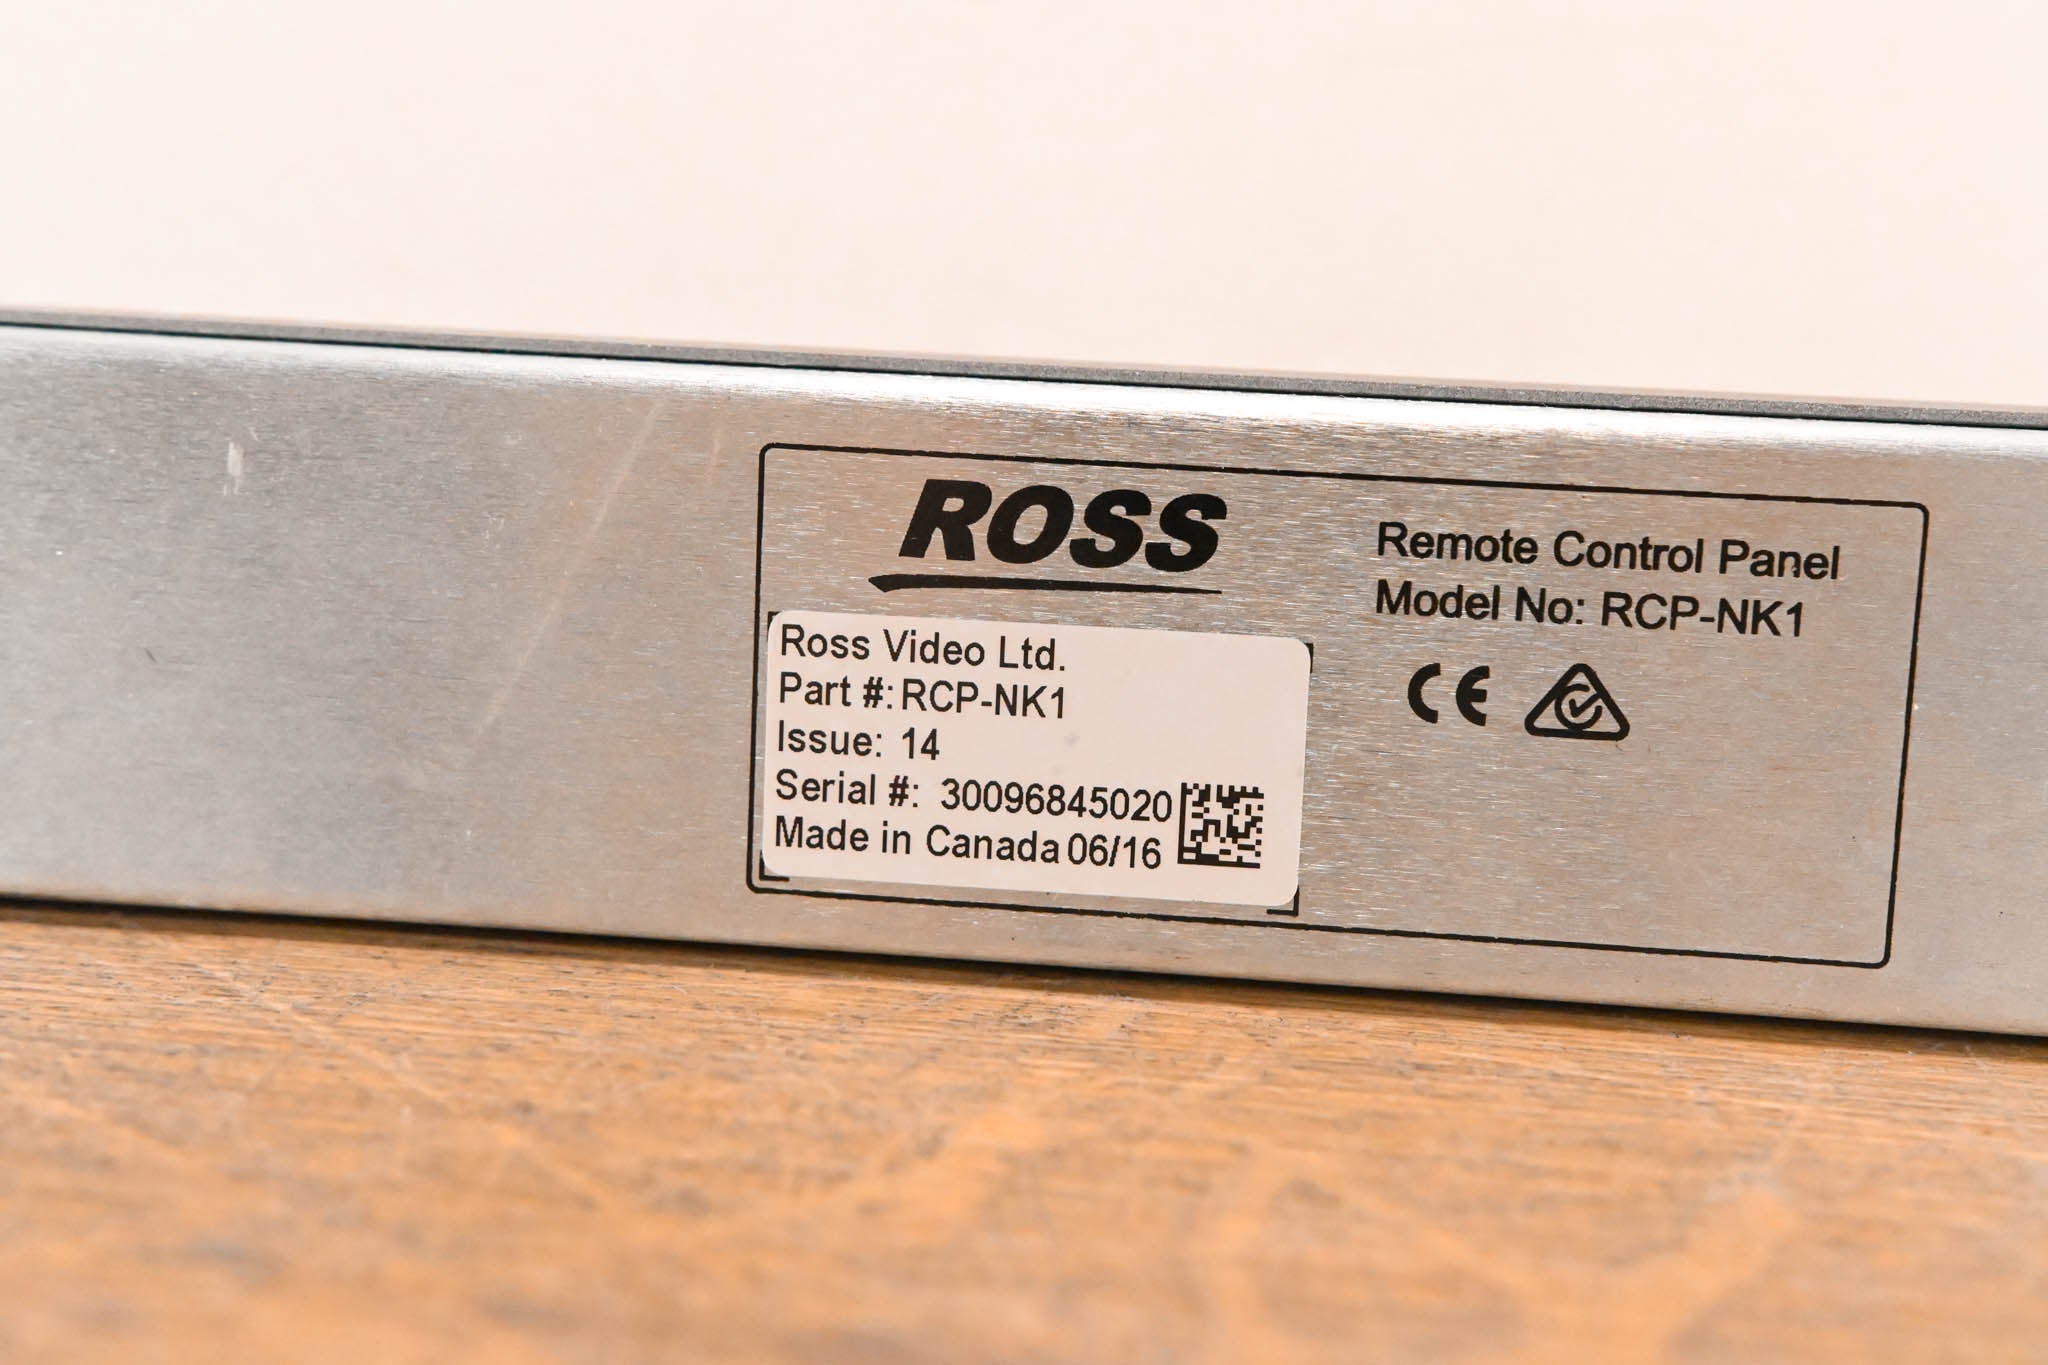 ROSS
Remote Control Panel
Model No: RCP-NK1
CE
Ross Video Ltd.
Part #: RCP-NK1
Issue: 14
Serial #: 30096845020
Made in Canada 06/16